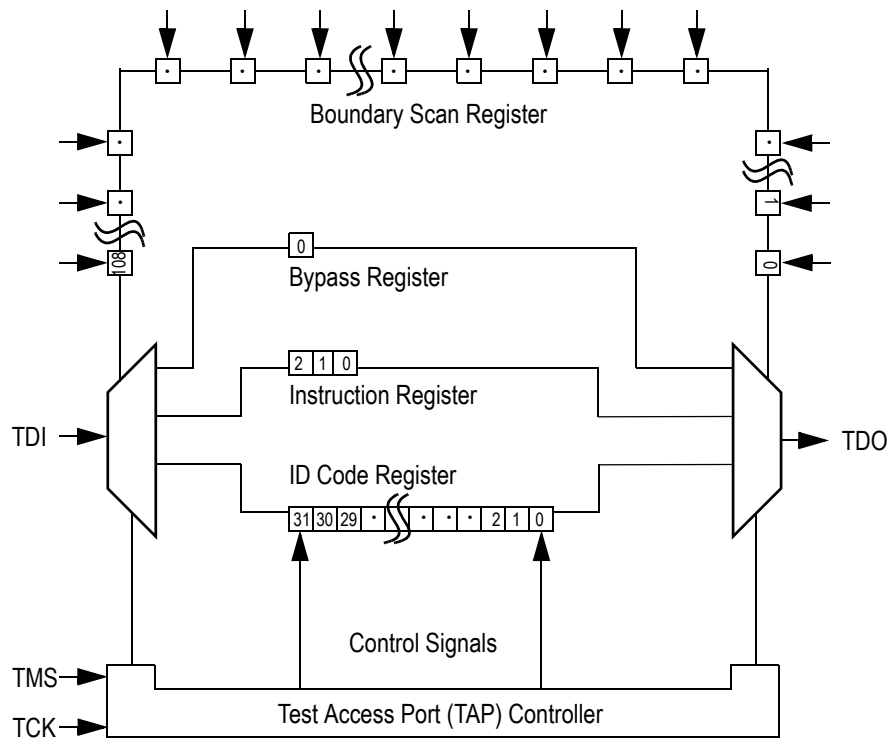 Boundary Scan Register
108
1
0
0
Bypass Register
2 1 0
Instruction Register
TDI
TDO
ID Code Register
31 30 29 · · · · 2 1 0
Control Signals
TMS
Test Access Port (TAP) Controller
TCK